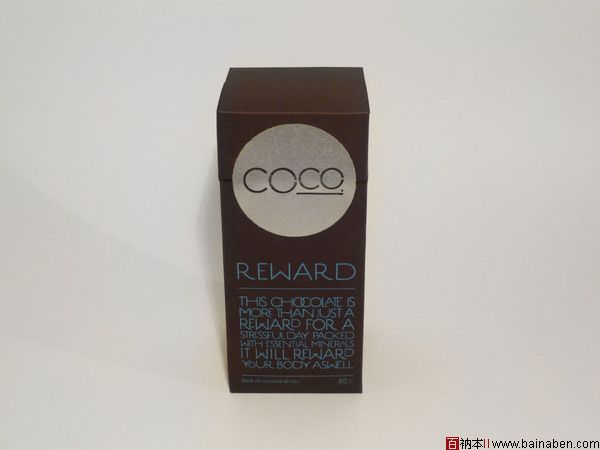 COCO.
REWARD
THIS CHOCOLATE IS
MORE THAN JUST A
REWARD FOR A
STRESSFUL DAY. PACKED
WITH ESSENTIAL MINERALS
IT WILL REWARD
YOUR BODY ASWELL
dark chocolate drops 80%
百衲本 www.bainaben.com